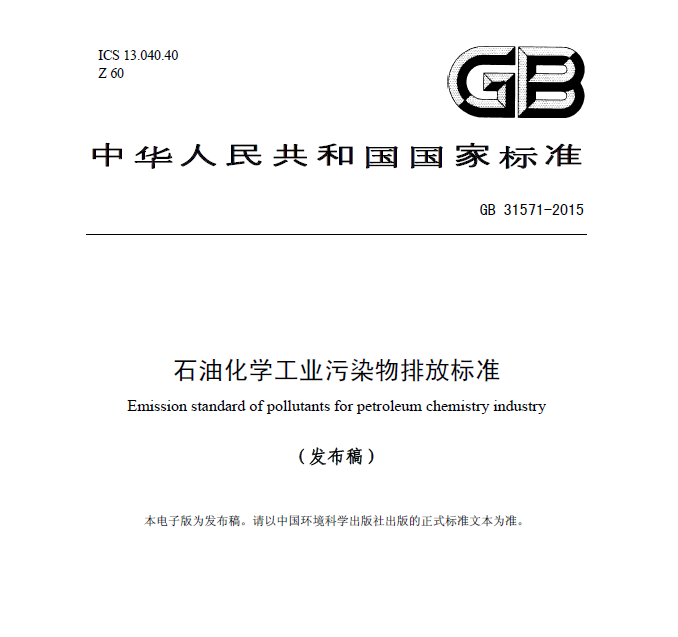 ICS 13.040.40
Z 60
GB
中华人民共和国国家标准
GB 31571-2015
石油化学工业污染物排放标准
Emission standard of pollutants for petroleum chemistry industry
（发布稿）
本电子版为发布稿。请以中国环境科学出版社出版的正式标准文本为准。